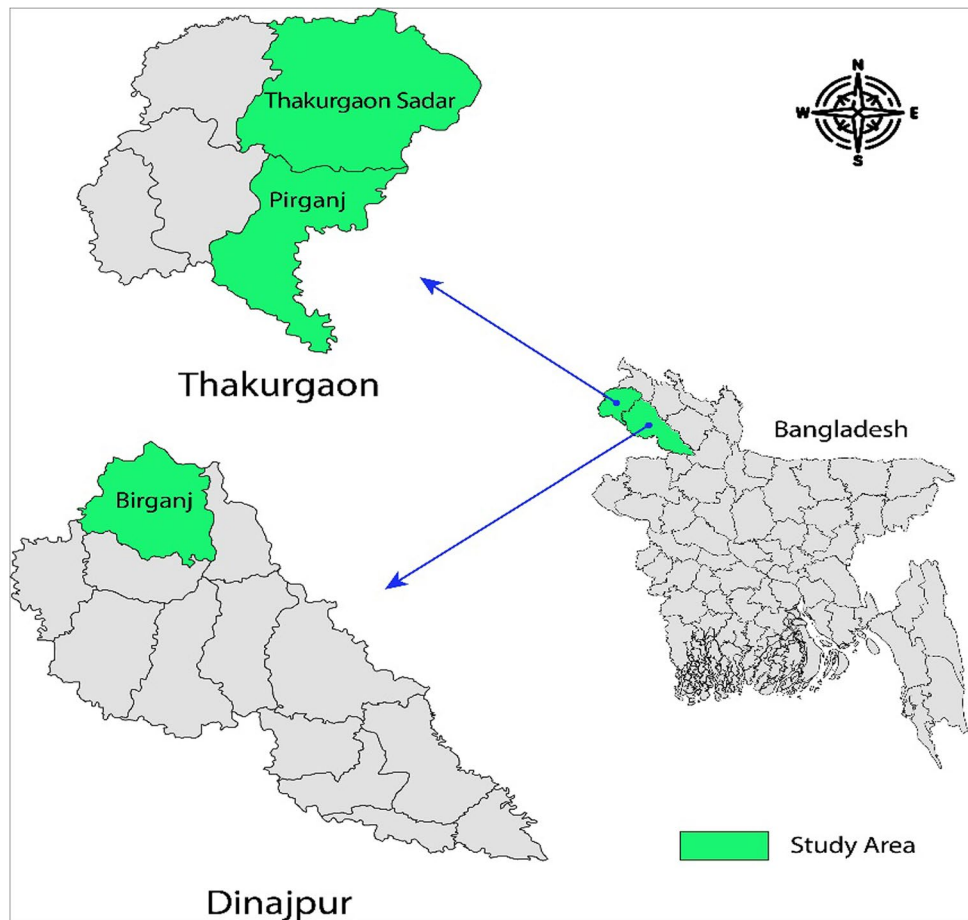 Thakurgaon Sadar
Pirganj
Thakurgaon
N
W E
S
Bangladesh
Birganj
Study Area
Dinajpur